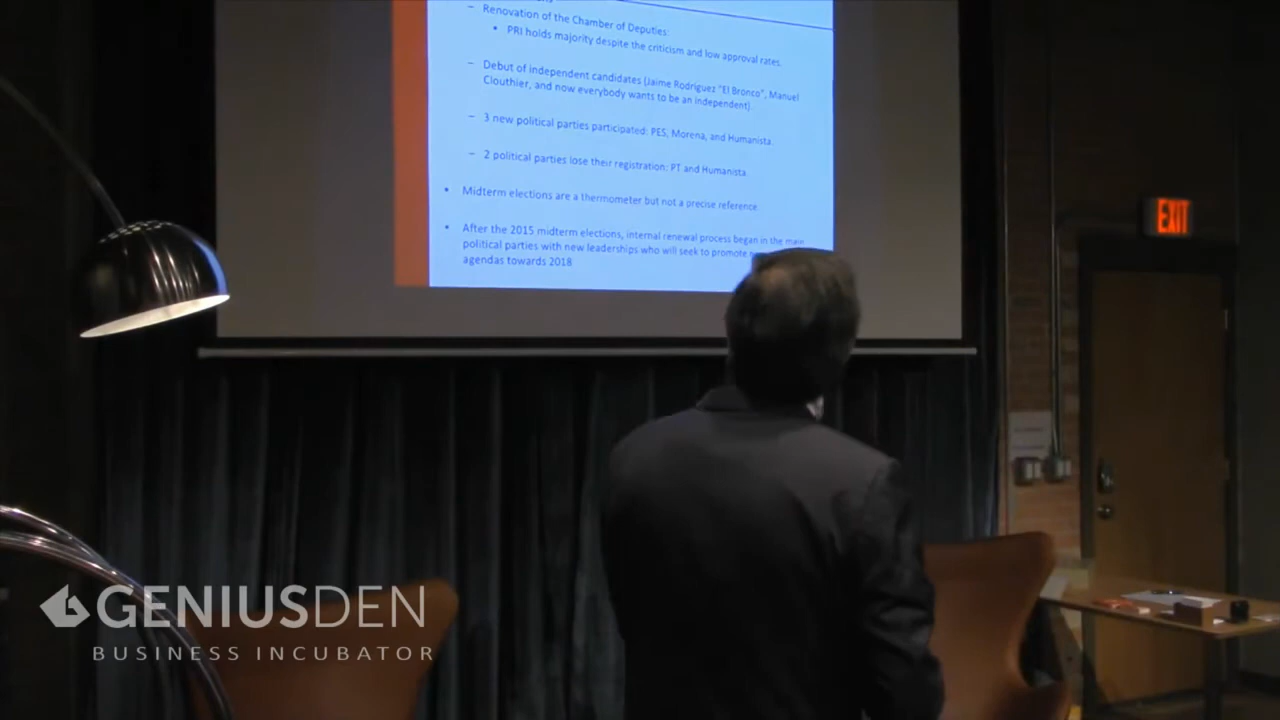 – Renovation of the Chamber of Deputies:
• PRI holds majority despite the criticism and low approval rates.
– Debut of independent candidates (Jaime Rodriguez "El Bronco", Manuel
Clouthier, and now everybody wants to be an independent).
– 3 new political parties participated: PES, Morena, and Humanista.
– 2 political parties lose their registration: PT and Humanista.
• Midterm elections are a thermometer but not a precise reference.
• After the 2015 midterm elections, internal renewal process began in the main
political parties with new leaderships who will seek to promote
agendas towards 2018
EXIT
GENIUSDEN
BUSINESS INCUBATOR